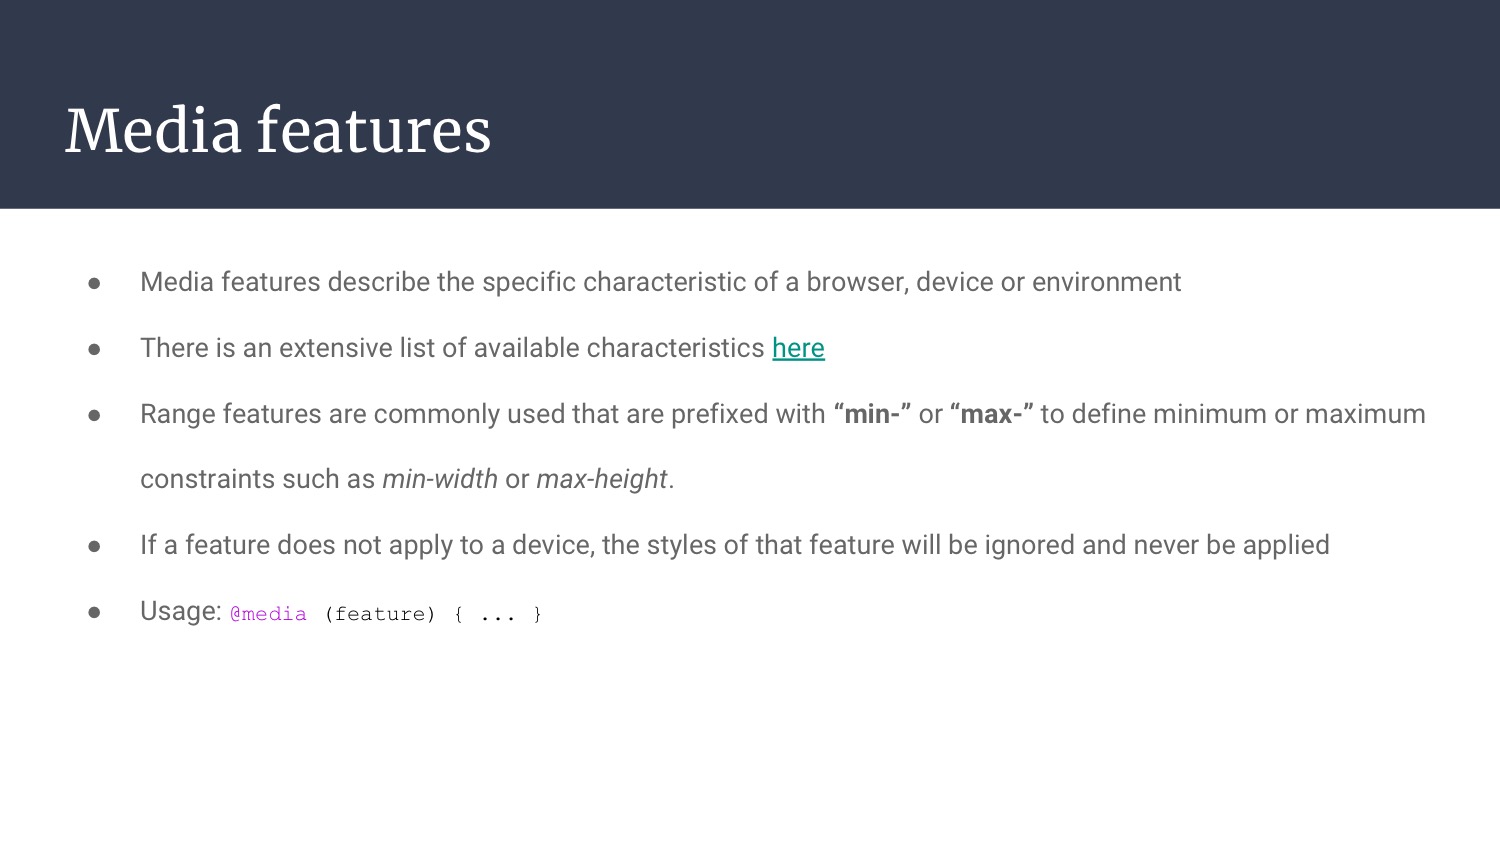 Media features
● Media features describe the specific characteristic of a browser, device or environment
● There is an extensive list of available characteristics here
● Range features are commonly used that are prefixed with “min-” or “max-” to define minimum or maximum
constraints such as min-width or max-height.
● If a feature does not apply to a device, the styles of that feature will be ignored and never be applied
● Usage: @media (feature) { ... }